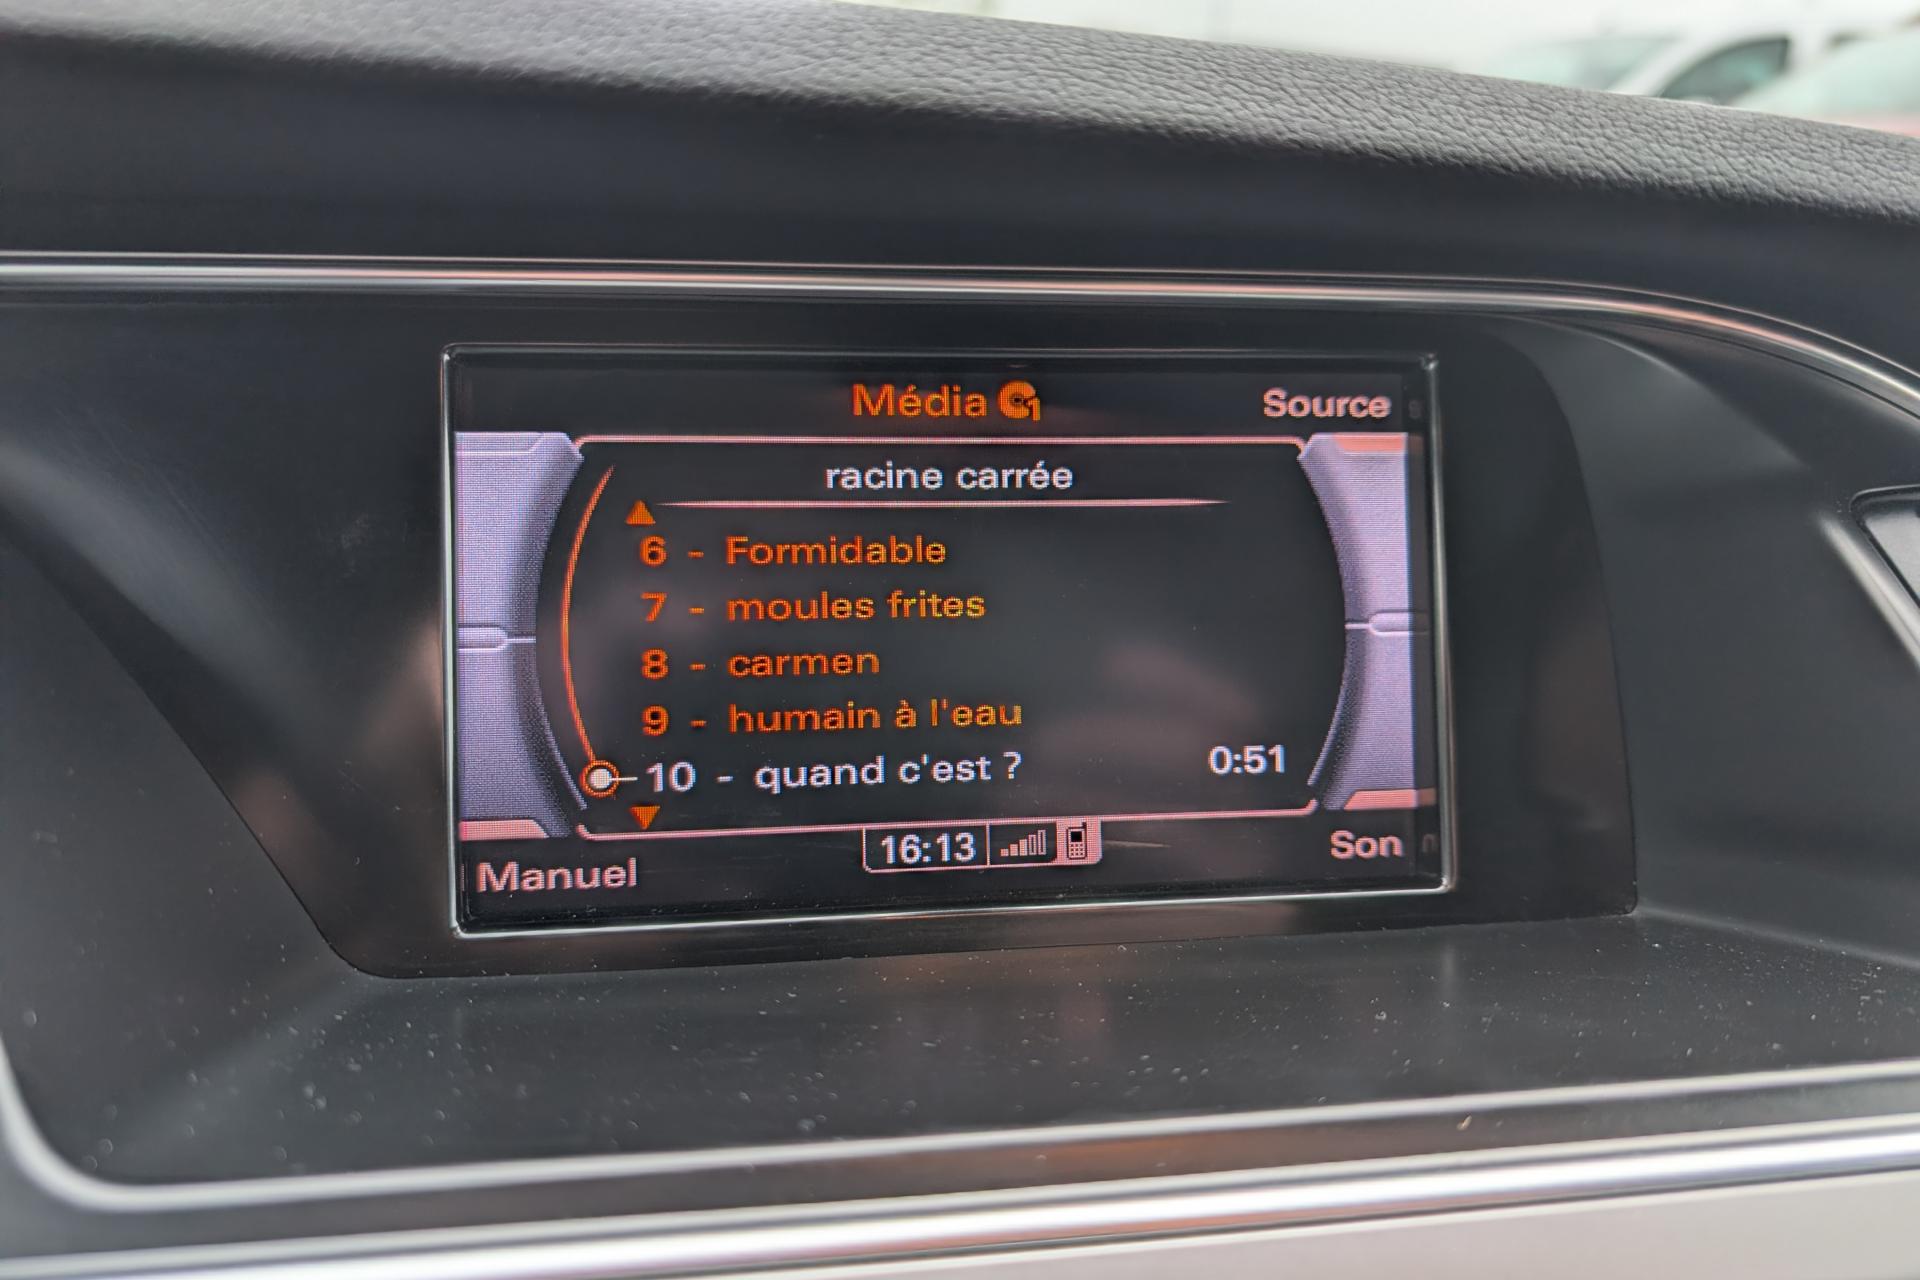 Média 1
Source
racine carrée
6 - Formidable
7 - moules frites
8 - carmen
9 - humain à l'eau
10 - quand c'est ? 0:51
16:13
Manuel
Son